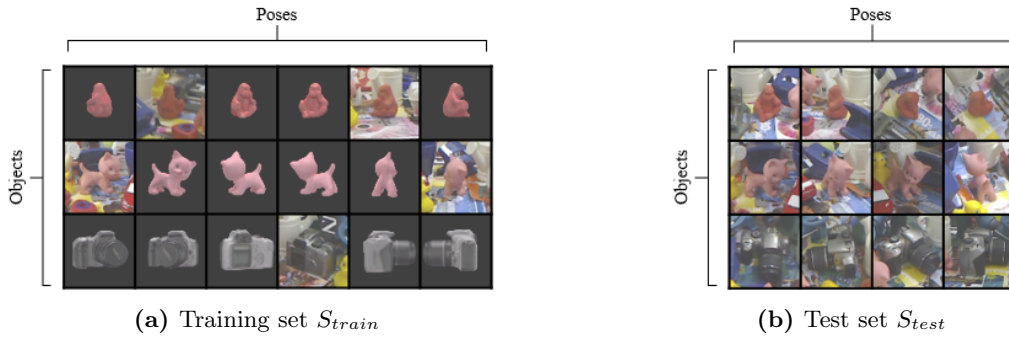 Poses
Objects
(a) Training set S_train
Poses
Objects
(b) Test set S_test